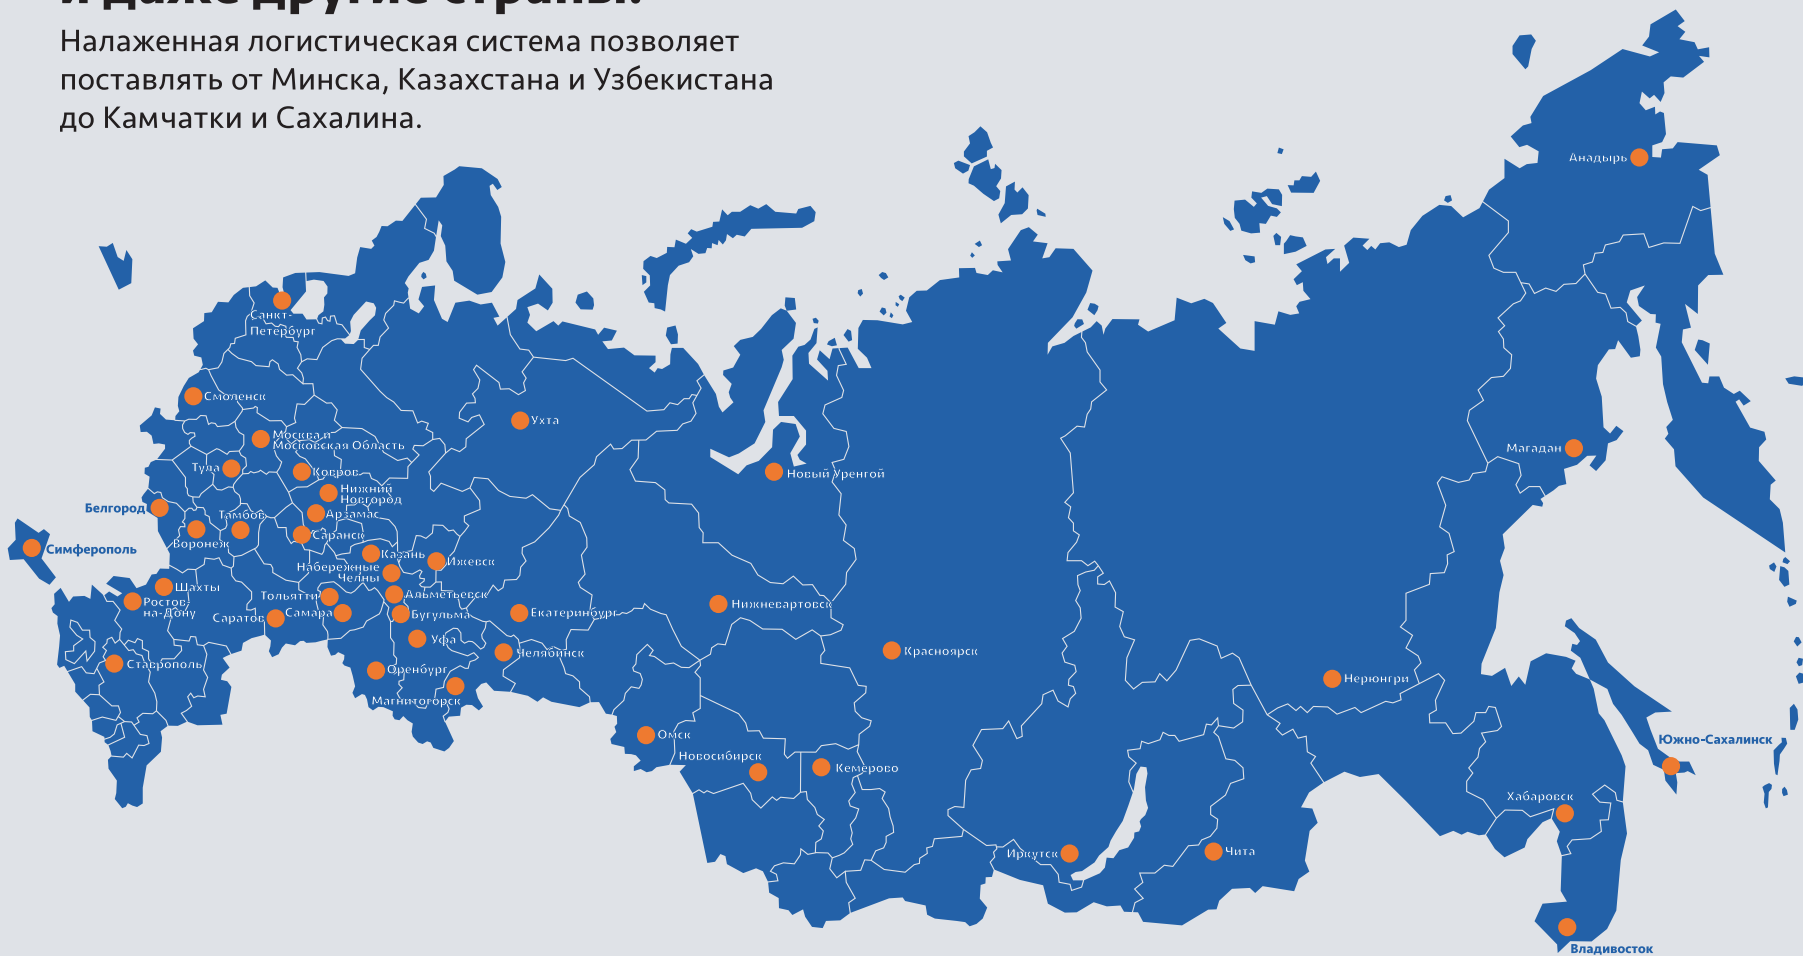 и даже другие страны.
Налаженная логистическая система позволяет
поставлять от Минска, Казахстана и Узбекистана
до Камчатки и Сахалина.
Анадырь
Санкт-
Петербург
Смоленск
Ухта
Москва и
Московская Область
Магадан
Тула
Ковров
Новый Уренгой
Нижний
Новгород
Белгород
Тамбов
Арзамас
Воронеж
Саранск
Симферополь
Казань
Ижевск
Набережные
Челны
Шахты
Тольятти
Альметьевск
Ростов-
на-Дону
Нижневартовск
Саратов
Самара
Бугульма
Екатеринбург
Уфа
Челябинск
Красноярск
Ставрополь
Оренбург
Нерюнгри
Магнитогорск
Омск
Южно-Сахалинск
Новосибирск
Кемерово
Хабаровск
Иркутск
Чита
Владивосток